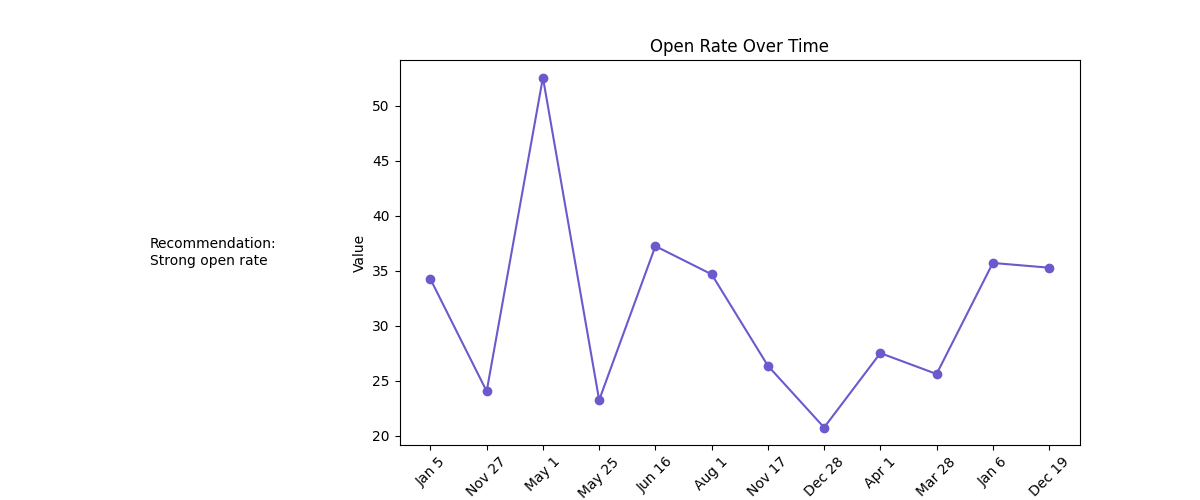 Open Rate Over Time
Recommendation:
Strong open rate
Value
50
45
40
35
30
25
20
Jan 5
Nov 27
May 1
May 25
Jun 16
Aug 1
Nov 17
Dec 28
Apr 1
Mar 28
Jan 6
Dec 19